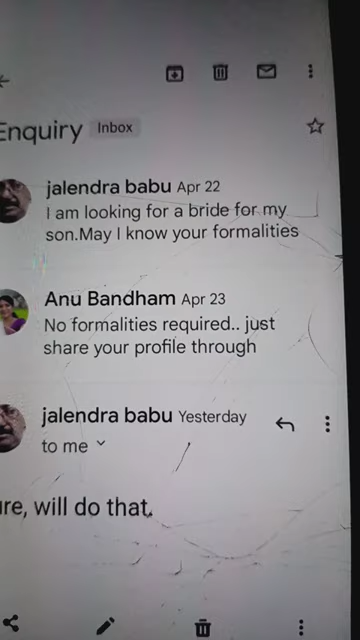 Enquiry Inbox
jalendra babu Apr 22
I am looking for a bride for my
son.May I know your formalities
Anu Bandham Apr 23
No formalities required.. just
share your profile through
jalendra babu Yesterday
to me
ure, will do that.